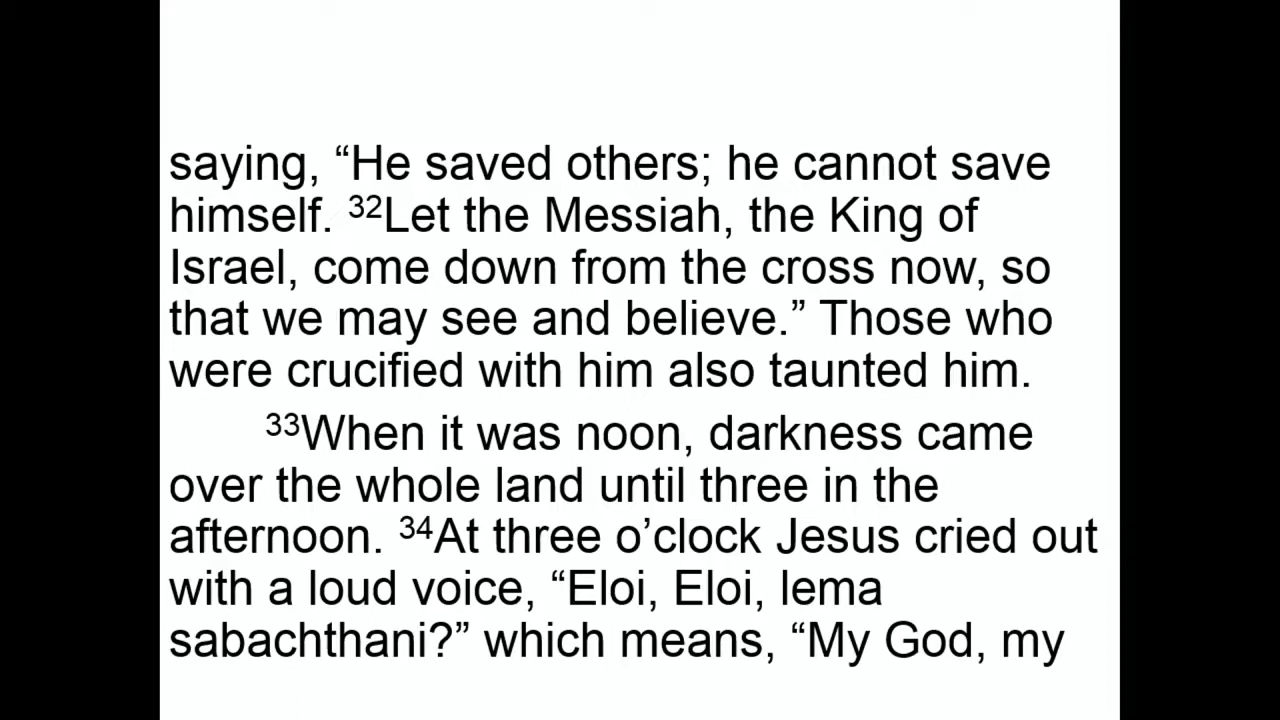 saying, “He saved others; he cannot save
himself. ³²Let the Messiah, the King of
Israel, come down from the cross now, so
that we may see and believe.” Those who
were crucified with him also taunted him.
³³When it was noon, darkness came
over the whole land until three in the
afternoon. ³⁴At three o’clock Jesus cried out
with a loud voice, “Eloi, Eloi, lema
sabachthani?” which means, “My God, my